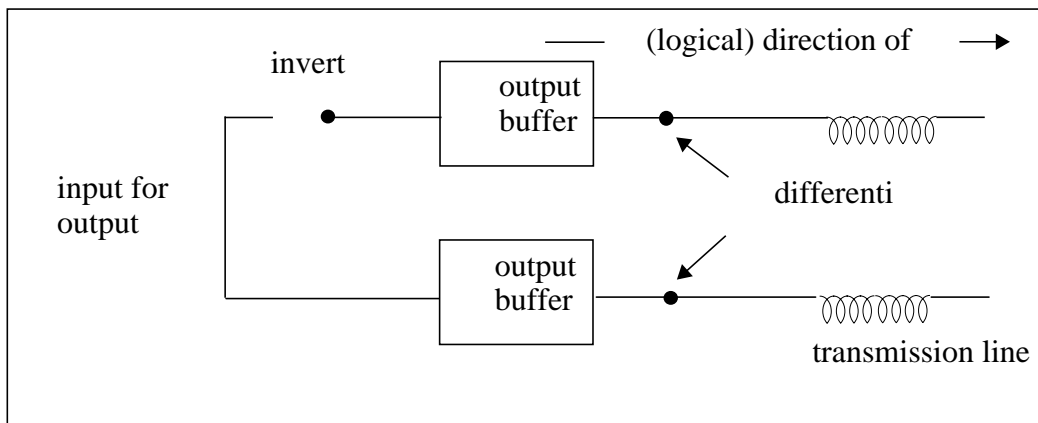 (logical) direction of
invert
output
buffer
input for
output
differenti
output
buffer
transmission line